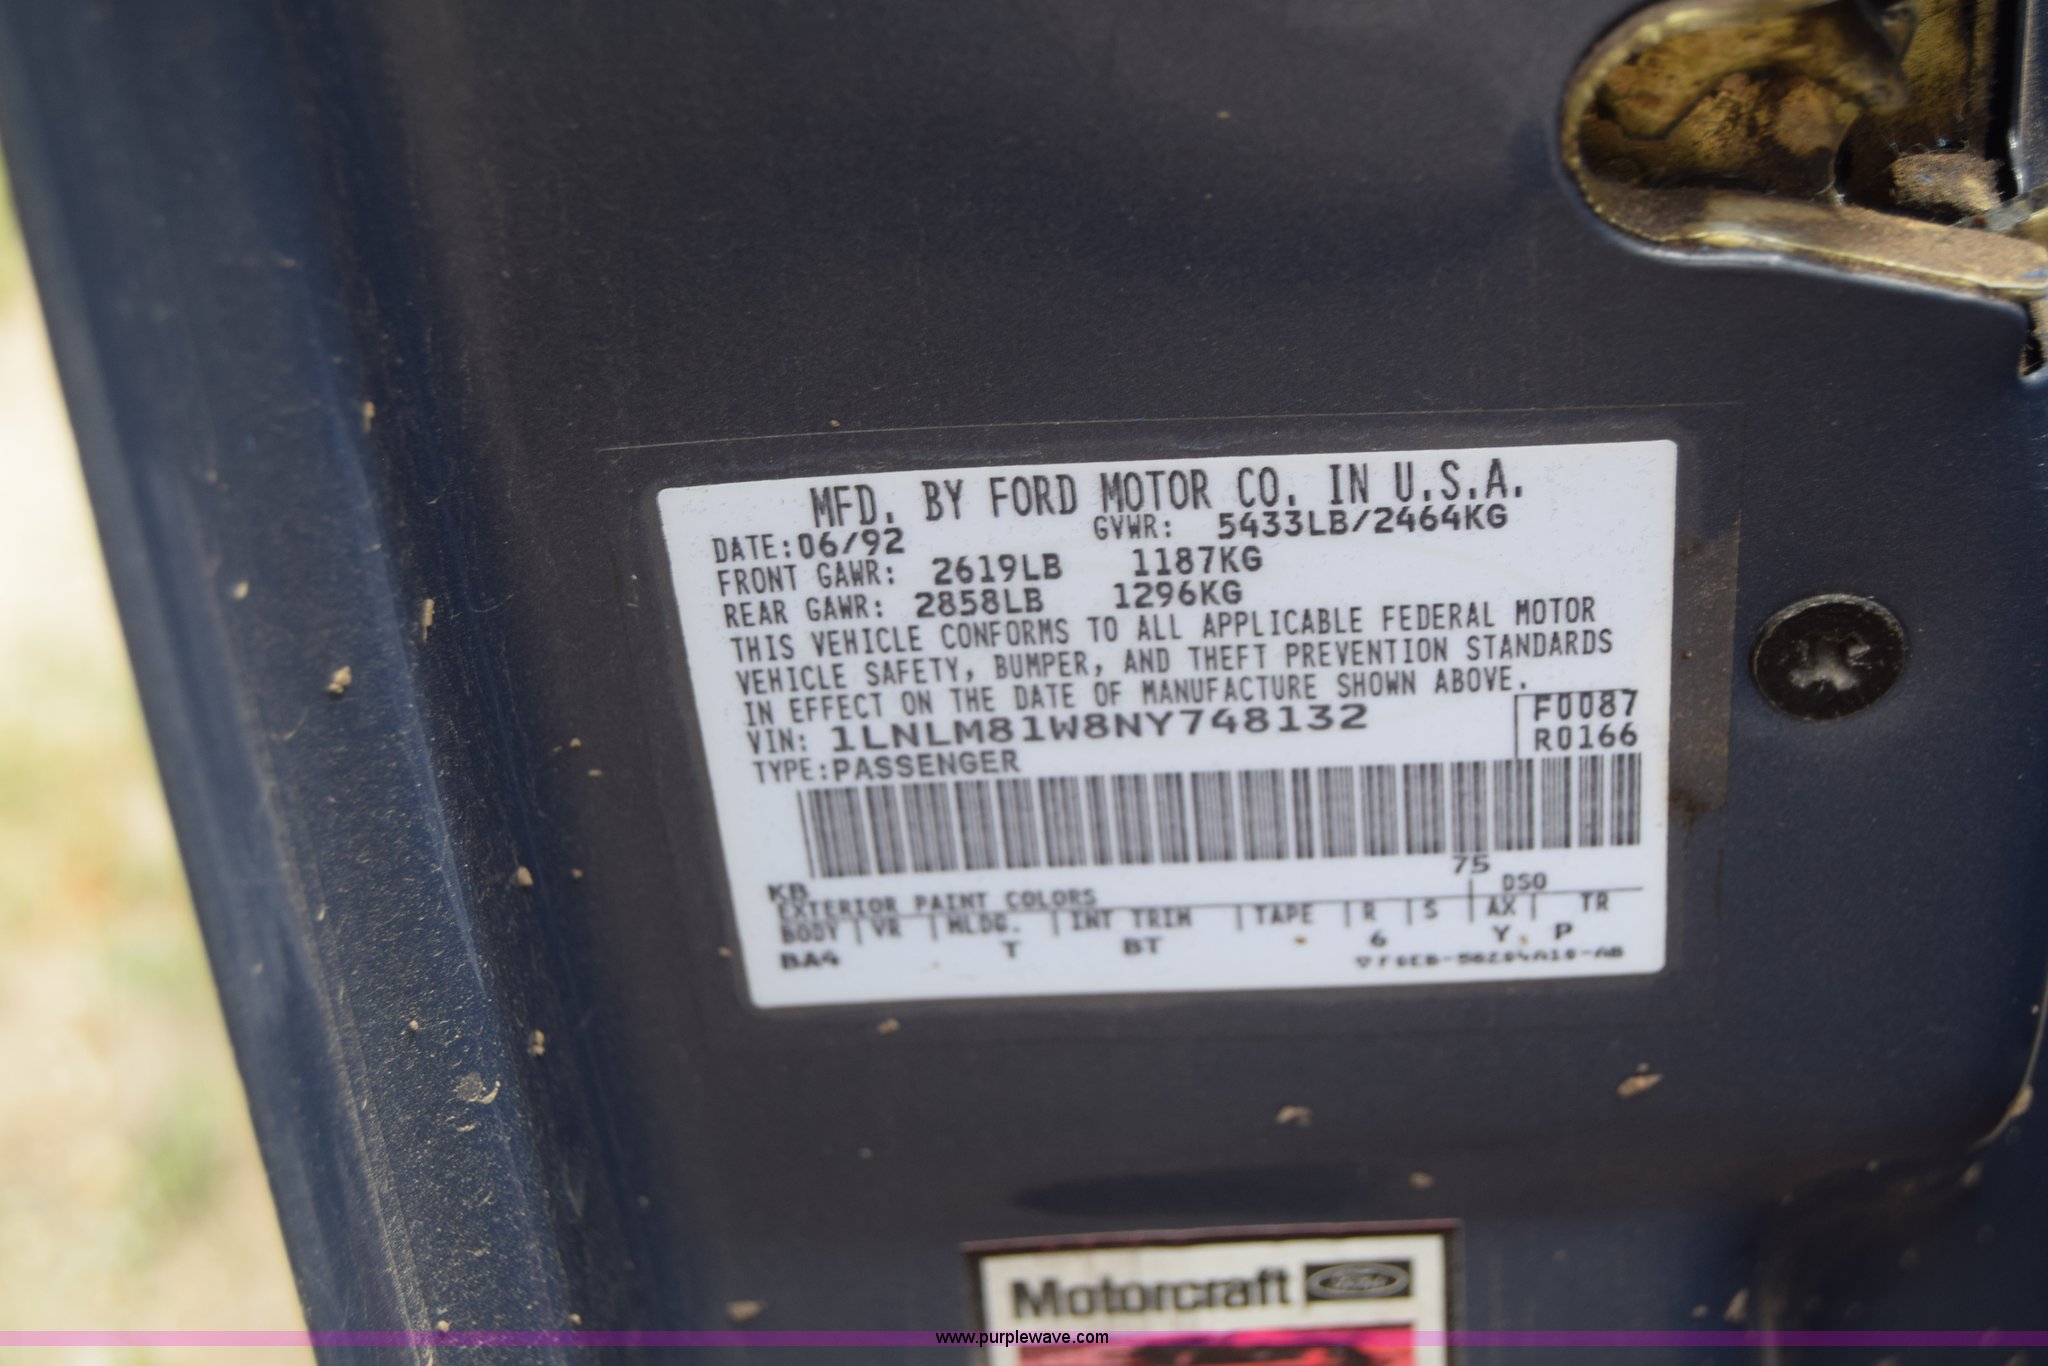 MFD. BY FORD MOTOR CO. IN U.S.A.
DATE:06/92 GVWR: 5433LB/2464KG
FRONT GAWR: 2619LB 1187KG
REAR GAWR: 2858LB 1296KG
THIS VEHICLE CONFORMS TO ALL APPLICABLE FEDERAL MOTOR
VEHICLE SAFETY, BUMPER, AND THEFT PREVENTION STANDARDS
IN EFFECT ON THE DATE OF MANUFACTURE SHOWN ABOVE.
VIN: 1LNLM81W8NY748132 F0087
TYPE:PASSENGER R0166
75
KB DSO
EXTERIOR PAINT COLORS
BODY VR MLDG. INT TRIM TAPE R S AX TR
BA4 T BT 6 Y P
Motorcraft Ford
www.purplewave.com